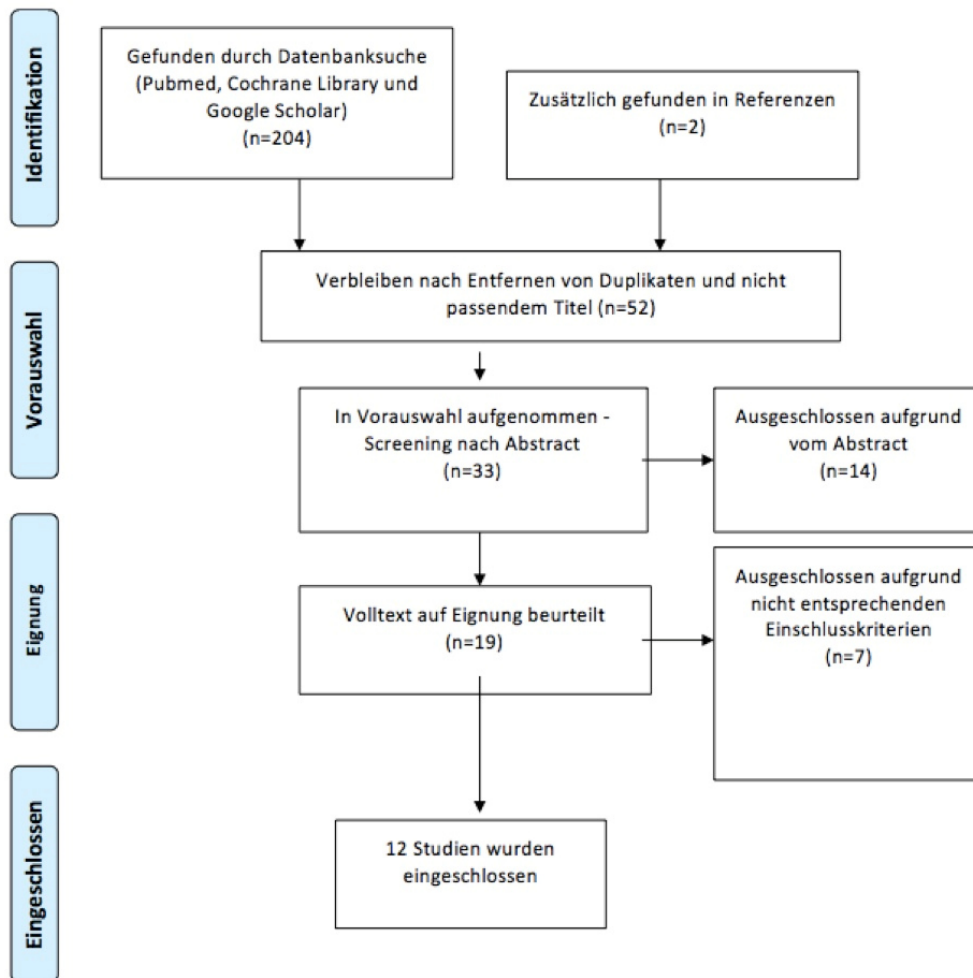 Identifikation
Gefunden durch Datenbanksuche
(Pubmed, Cochrane Library und
Google Scholar)
(n=204)
Zusätzlich gefunden in Referenzen
(n=2)
Vorauswahl
Verbleiben nach Entfernen von Duplikaten und nicht
passendem Titel (n=52)
In Vorauswahl aufgenommen -
Screening nach Abstract
(n=33)
Ausgeschlossen aufgrund
vom Abstract
(n=14)
Eignung
Volltext auf Eignung beurteilt
(n=19)
Ausgeschlossen aufgrund
nicht entsprechenden
Einschlusskriterien
(n=7)
Eingeschlossen
12 Studien wurden
eingeschlossen